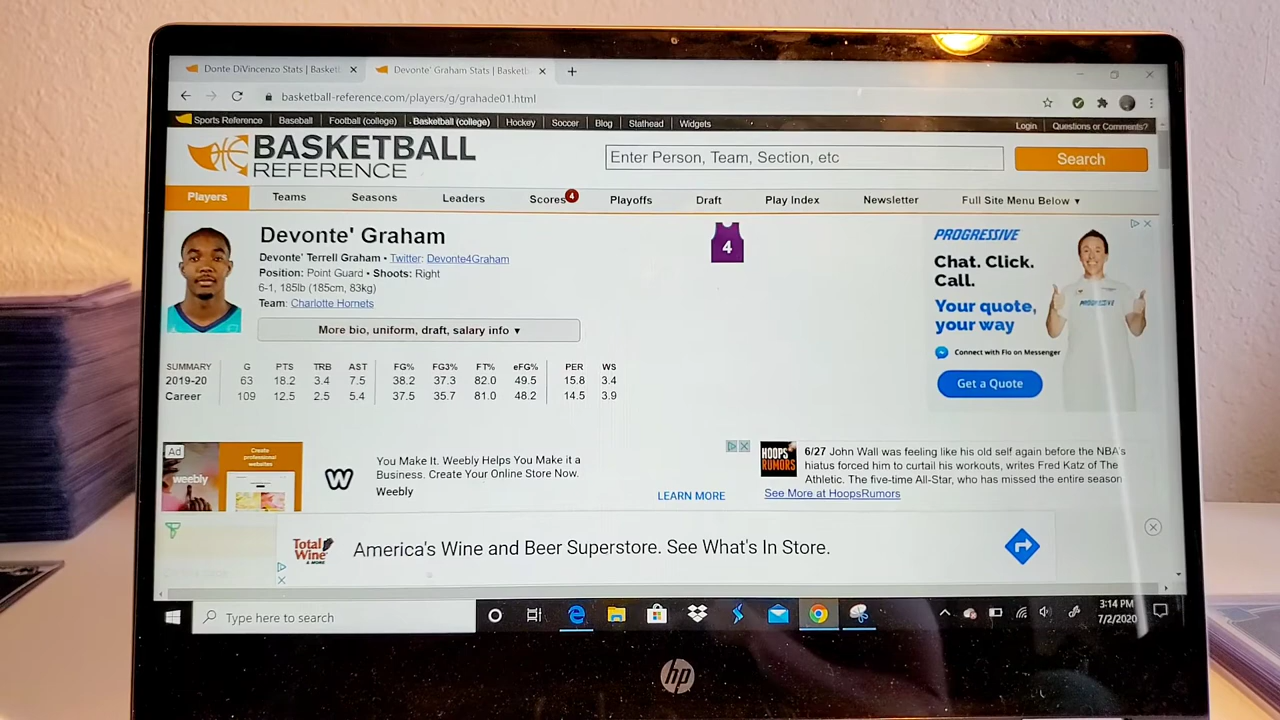 Donte DiVincenzo Stats | Basketb
Devonte' Graham Stats | Basketb
basketball-reference.com/players/g/grahade01.html
Sports Reference Baseball Football (college) Basketball (college) Hockey Soccer Blog Stathead Widgets Login Questions or Comments?
BASKETBALL
REFERENCE
Enter Person, Team, Section, etc
Search
Players Teams Seasons Leaders Scores 4 Playoffs Draft Play Index Newsletter Full Site Menu Below ▼
Devonte' Graham
Devonte' Terrell Graham • Twitter: Devonte4Graham
Position: Point Guard • Shoots: Right
6-1, 185lb (185cm, 83kg)
Team: Charlotte Hornets
More bio, uniform, draft, salary info ▼
4
PROGRESSIVE
Chat. Click.
Call.
Your quote,
your way
Connect with Flo on Messenger
Get a Quote
PROGRESSIVE
SUMMARY G PTS TRB AST FG% FG3% FT% eFG% PER WS
2019-20 63 18.2 3.4 7.5 38.2 37.3 82.0 49.5 15.8 3.4
Career 109 12.5 2.5 5.4 37.5 35.7 81.0 48.2 14.5 3.9
Ad
weebly
Create
professional
websites
You Make It. Weebly Helps You Make it a
Business. Create Your Online Store Now.
Weebly
LEARN MORE
HOOPS
RUMORS
6/27 John Wall was feeling like his old self again before the NBA's
hiatus forced him to curtail his workouts, writes Fred Katz of The
Athletic. The five-time All-Star, who has missed the entire season
See More at HoopsRumors
Total
Wine
& MORE
America's Wine and Beer Superstore. See What's In Store.
Type here to search
3:14 PM
7/2/2020
hp